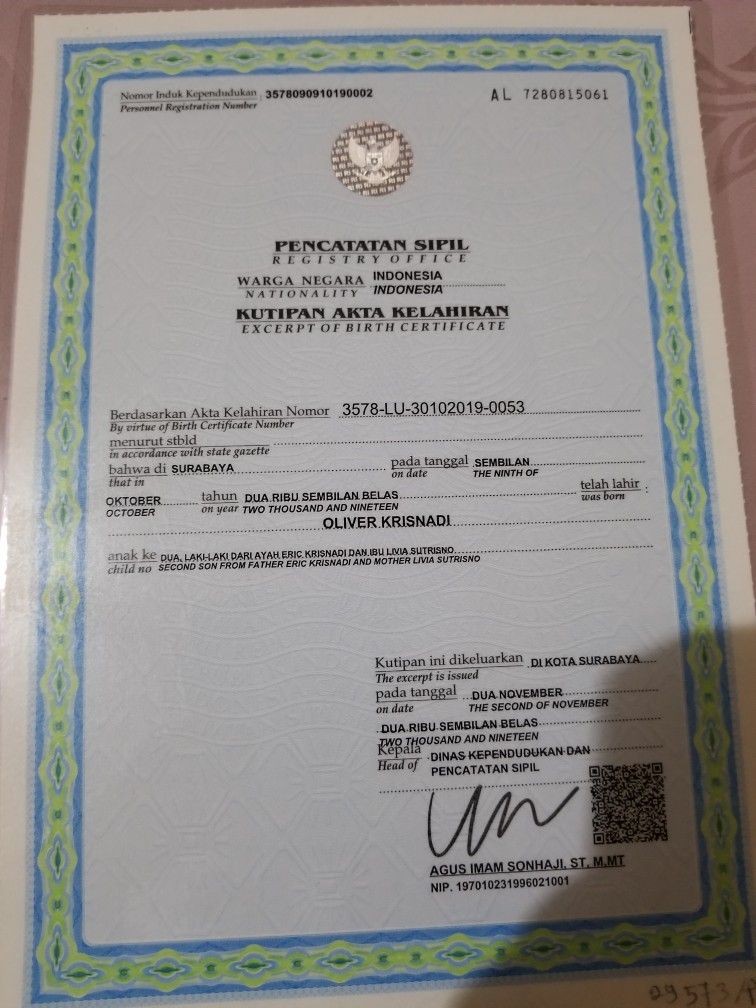 Nomor Induk Kependudukan : 3578090910190002
Personnel Registration Number
AL 7280815061
PENCATATAN SIPIL
REGISTRY OFFICE
WARGA NEGARA INDONESIA
NATIONALITY INDONESIA
KUTIPAN AKTA KELAHIRAN
EXCERPT OF BIRTH CERTIFICATE
Berdasarkan Akta Kelahiran Nomor 3578-LU-30102019-0053
By virtue of Birth Certificate Number
menurut stbld
in accordance with state gazette
bahwa di SURABAYA pada tanggal SEMBILAN
that in on date THE NINTH OF
OKTOBER tahun DUA RIBU SEMBILAN BELAS telah lahir :
OCTOBER on year TWO THOUSAND AND NINETEEN was born
OLIVER KRISNADI
anak ke DUA, LAKI-LAKI DARI AYAH ERIC KRISNADI DAN IBU LIVIA SUTRISNO
child no SECOND SON FROM FATHER ERIC KRISNADI AND MOTHER LIVIA SUTRISNO
Kutipan ini dikeluarkan DI KOTA SURABAYA
The excerpt is issued
pada tanggal DUA NOVEMBER
on date THE SECOND OF NOVEMBER
DUA RIBU SEMBILAN BELAS
TWO THOUSAND AND NINETEEN
Kepala DINAS KEPENDUDUKAN DAN
Head of PENCATATAN SIPIL
AGUS IMAM SONHAJI, ST, M.MT
NIP. 197010231996021001